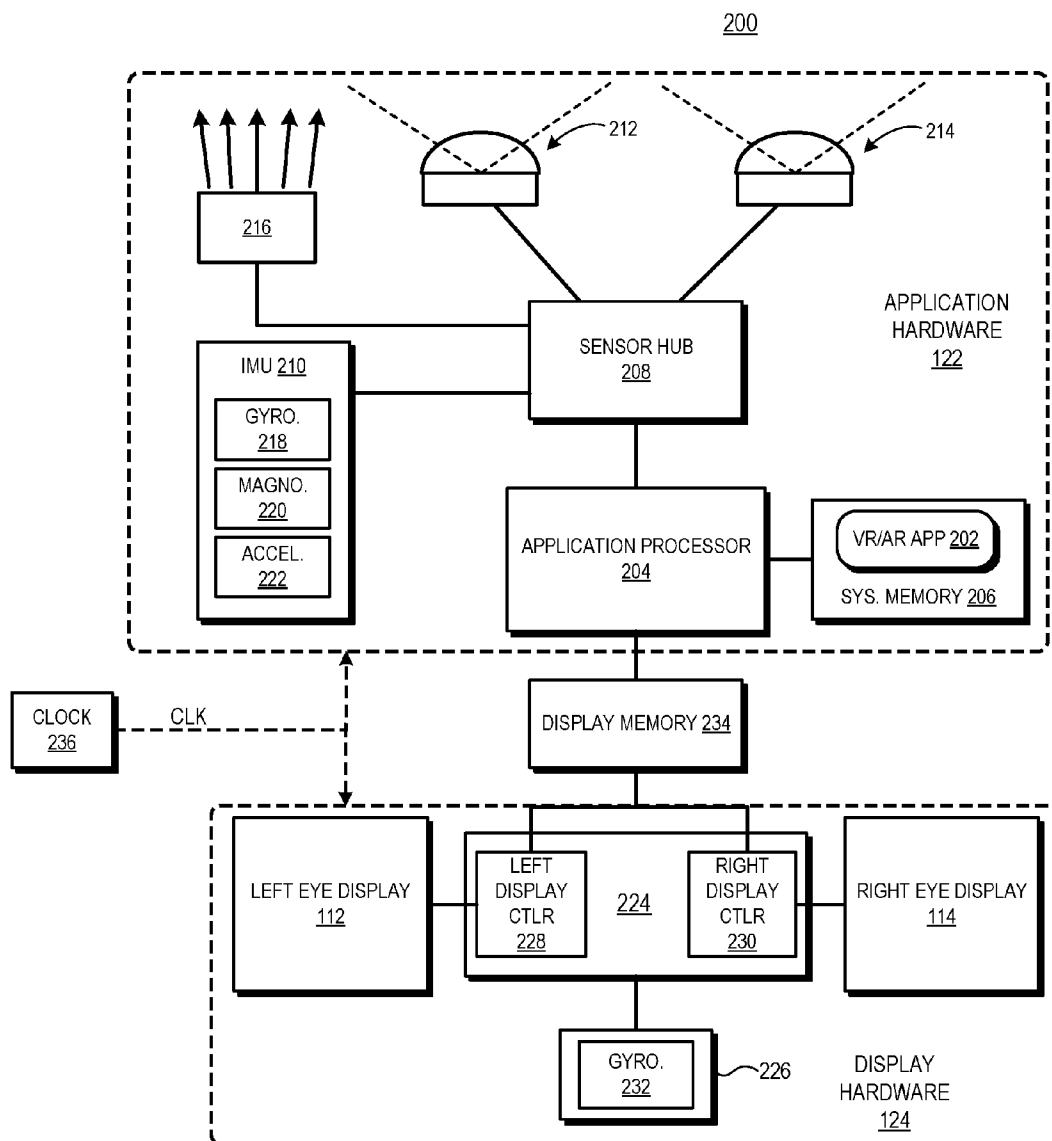 200
212
214
216
SENSOR HUB
208
APPLICATION
HARDWARE
122
IMU 210
GYRO.
218
MAGNO.
220
ACCEL.
222
APPLICATION PROCESSOR
204
VR/AR APP 202
SYS. MEMORY 206
CLOCK
236
CLK
DISPLAY MEMORY 234
LEFT EYE DISPLAY
112
LEFT
DISPLAY
CTLR
228
224
RIGHT
DISPLAY
CTLR
230
RIGHT EYE DISPLAY
114
GYRO.
232
226
DISPLAY
HARDWARE
124